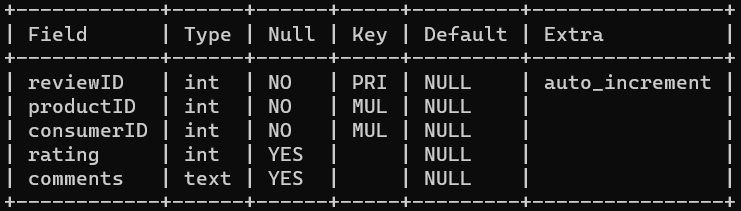 +------------+------+------+-----+---------+----------------+
| Field      | Type | Null | Key | Default | Extra          |
+------------+------+------+-----+---------+----------------+
| reviewID   | int  | NO   | PRI | NULL    | auto_increment |
| productID  | int  | NO   | MUL | NULL    |                |
| consumerID | int  | NO   | MUL | NULL    |                |
| rating     | int  | YES  |     | NULL    |                |
| comments   | text | YES  |     | NULL    |                |
+------------+------+------+-----+---------+----------------+